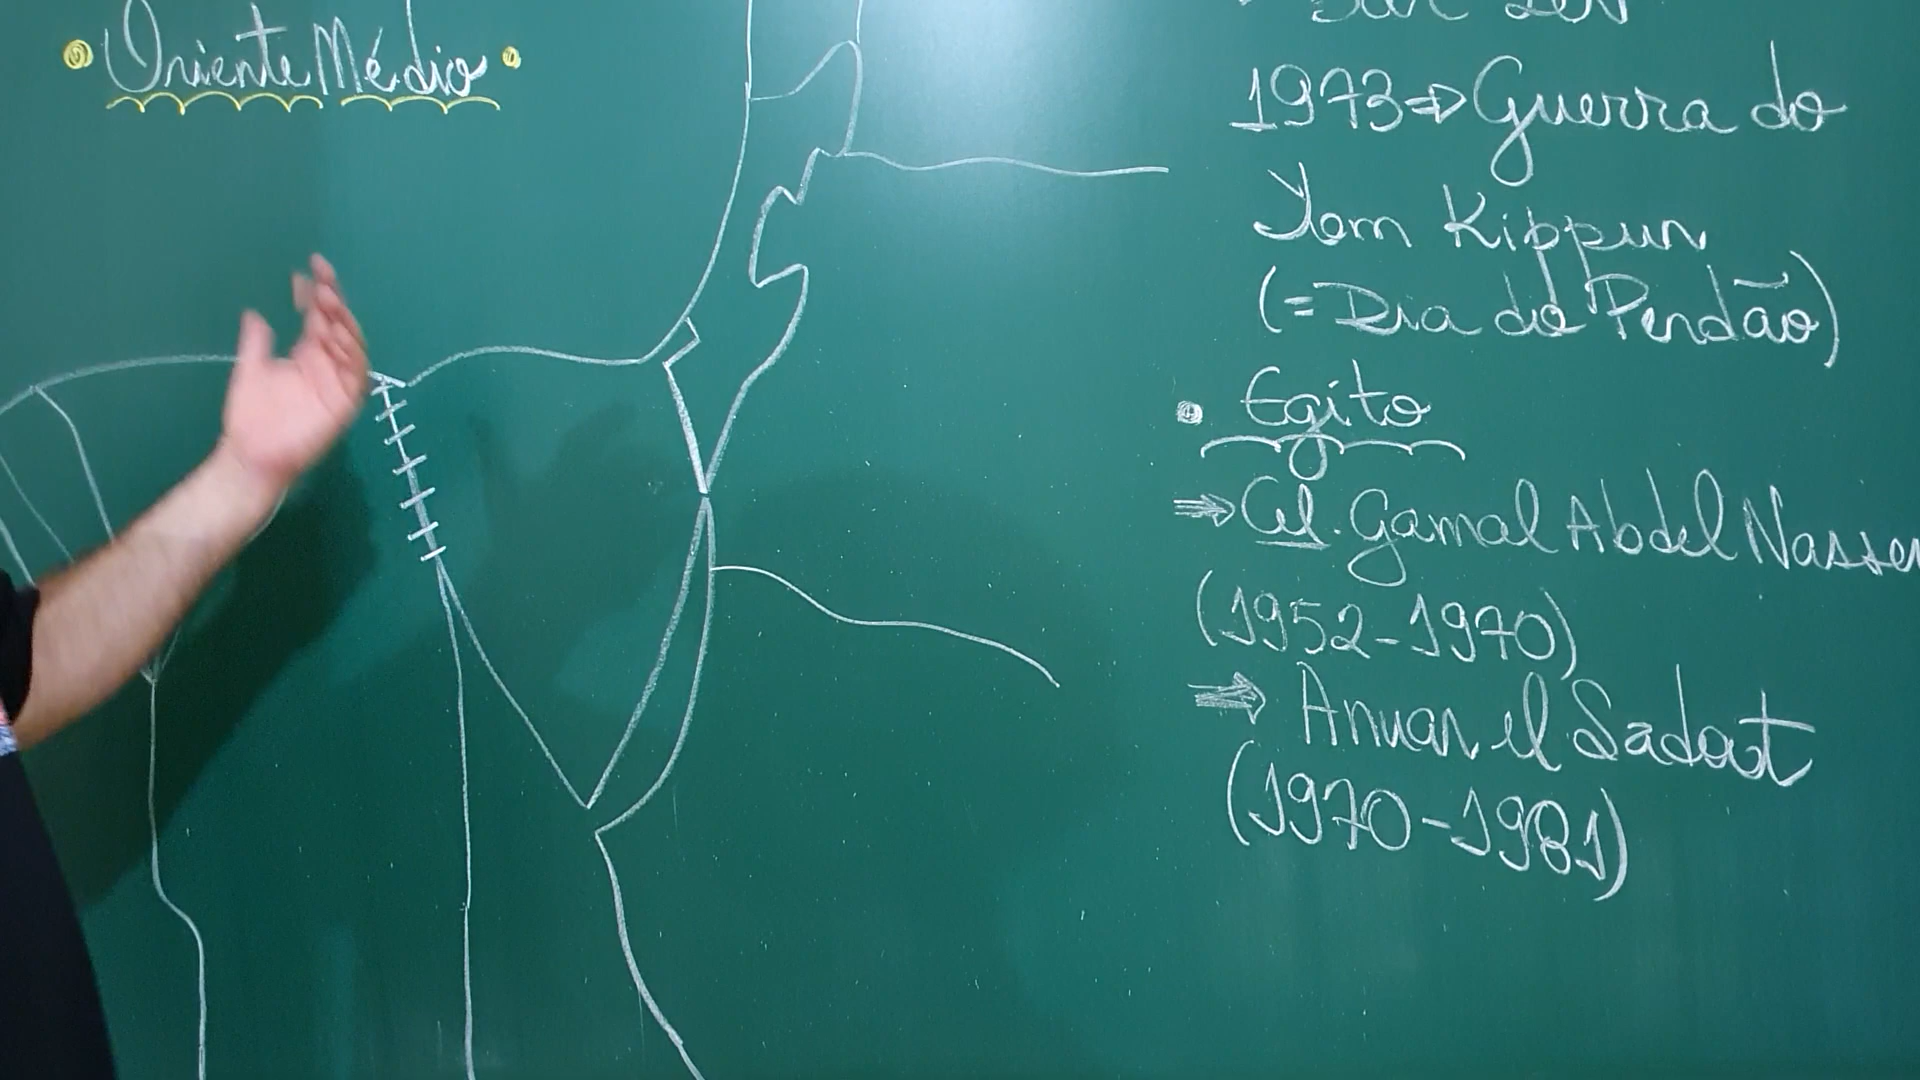 • Oriente Médio •
1973 ⇒ Guerra do
Yom Kippur
(= Dia do Perdão)
• Egito
⇒ Cel. Gamal Abdel Nasser
(1952-1970)
⇒ Anuar el Sadat
(1970-1981)